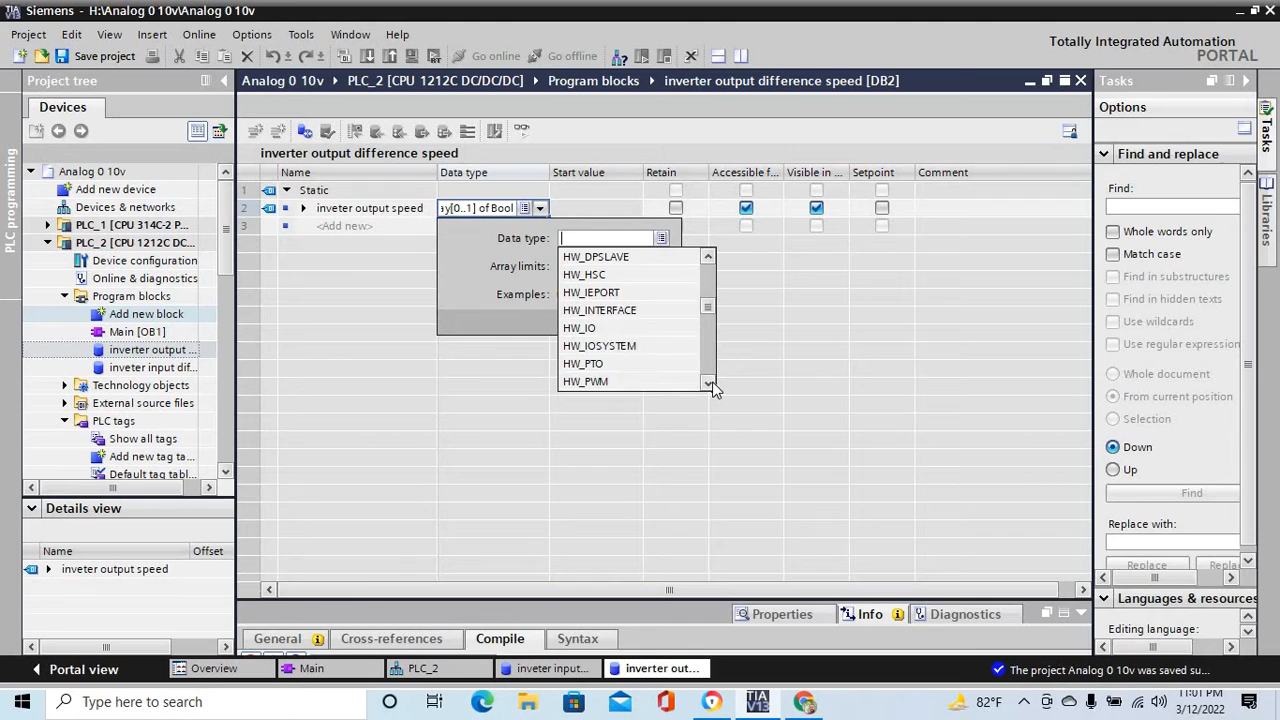 Siemens - H:\Analog 0 10v\Analog 0 10v
Project Edit View Insert Online Options Tools Window Help
Totally Integrated Automation
PORTAL
Save project Go online Go offline
Project tree
Analog 0 10v PLC_2 [CPU 1212C DC/DC/DC] Program blocks inverter output difference speed [DB2]
Tasks
Devices
Options
inverter output difference speed
Find and replace
Name Data type Start value Retain Accessible f... Visible in ... Setpoint Comment
1 Static
2 inveter output speed ay[0..1] of Bool
3 <Add new>
Data type:
Array limits:
Examples:
HW_DPSLAVE
HW_HSC
HW_IEPORT
HW_INTERFACE
HW_IO
HW_IOSYSTEM
HW_PTO
HW_PWM
PLC programming
Analog 0 10v
Add new device
Devices & networks
PLC_1 [CPU 314C-2 P...
PLC_2 [CPU 1212C DC...
Device configuration
Online & diagnostics
Program blocks
Add new block
Main [OB1]
inverter output ...
inveter input dif...
Technology objects
External source files
PLC tags
Show all tags
Add new tag ta...
Default tag tabl...
Details view
Name Offset
inveter output speed
Find:
Whole words only
Match case
Find in substructures
Find in hidden texts
Use wildcards
Use regular expression
Whole document
From current position
Selection
Down
Up
Find
Replace with:
Replace
Languages & resources
Editing language:
Tasks
Libraries
Properties Info Diagnostics
General Cross-references Compile Syntax
Portal view Overview Main PLC_2 inveter input... inverter out...
The project Analog 0 10v was saved su...
Type here to search
TIA
V13
82°F
11:01 PM
3/12/2022